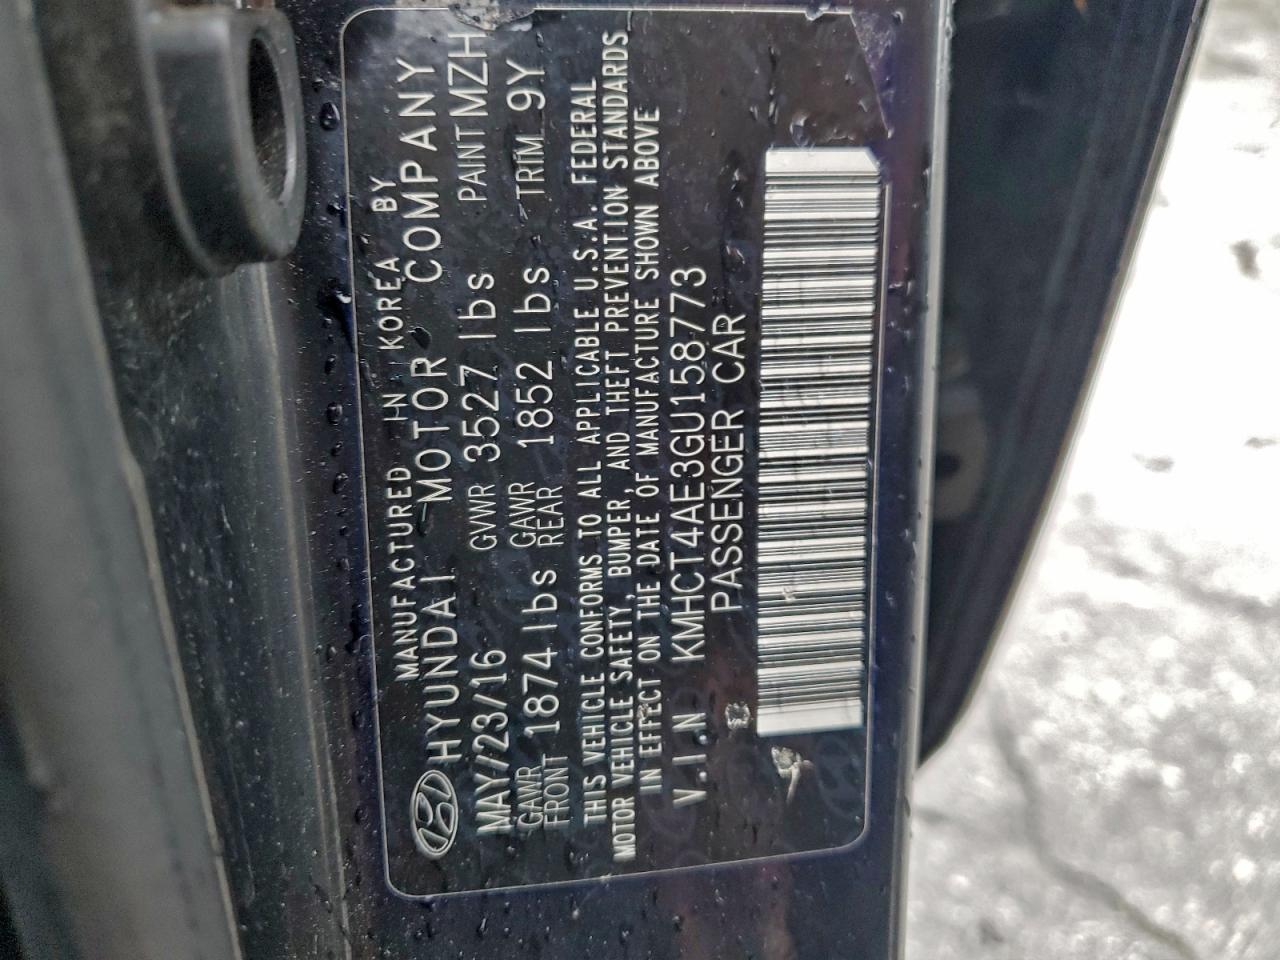 MANUFACTURED IN KOREA BY
HYUNDAI MOTOR COMPANY
MAY/23/16 GVWR 3527 lbs PAINT MZH
GAWR FRONT 1874 lbs GAWR REAR 1852 lbs TRIM 9Y
THIS VEHICLE CONFORMS TO ALL APPLICABLE U.S.A. FEDERAL
MOTOR VEHICLE SAFETY, BUMPER, AND THEFT PREVENTION STANDARDS
IN EFFECT ON THE DATE OF MANUFACTURE SHOWN ABOVE
V.I.N KMHCT4AE3GU158773
PASSENGER CAR